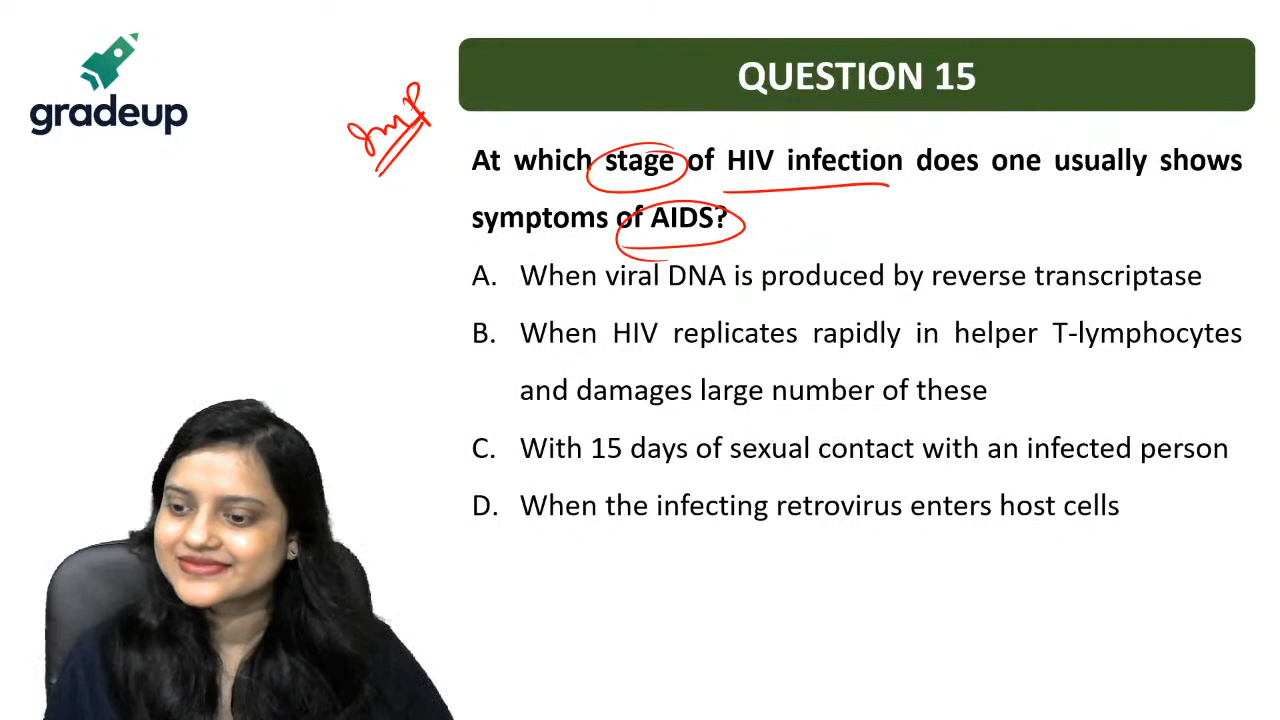 gradeup
Imp
QUESTION 15
At which stage of HIV infection does one usually shows
symptoms of AIDS?
A. When viral DNA is produced by reverse transcriptase
B. When HIV replicates rapidly in helper T-lymphocytes
and damages large number of these
C. With 15 days of sexual contact with an infected person
D. When the infecting retrovirus enters host cells